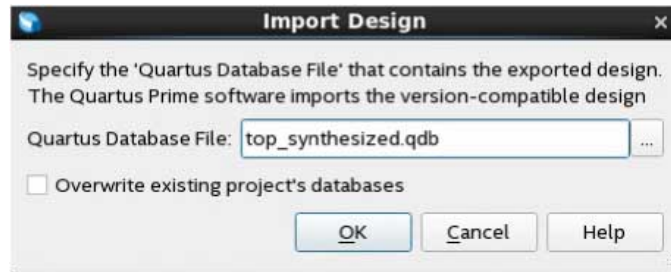 Import Design
Specify the 'Quartus Database File' that contains the exported design.
The Quartus Prime software imports the version-compatible design
Quartus Database File: top_synthesized.qdb ...
Overwrite existing project's databases
OK Cancel Help